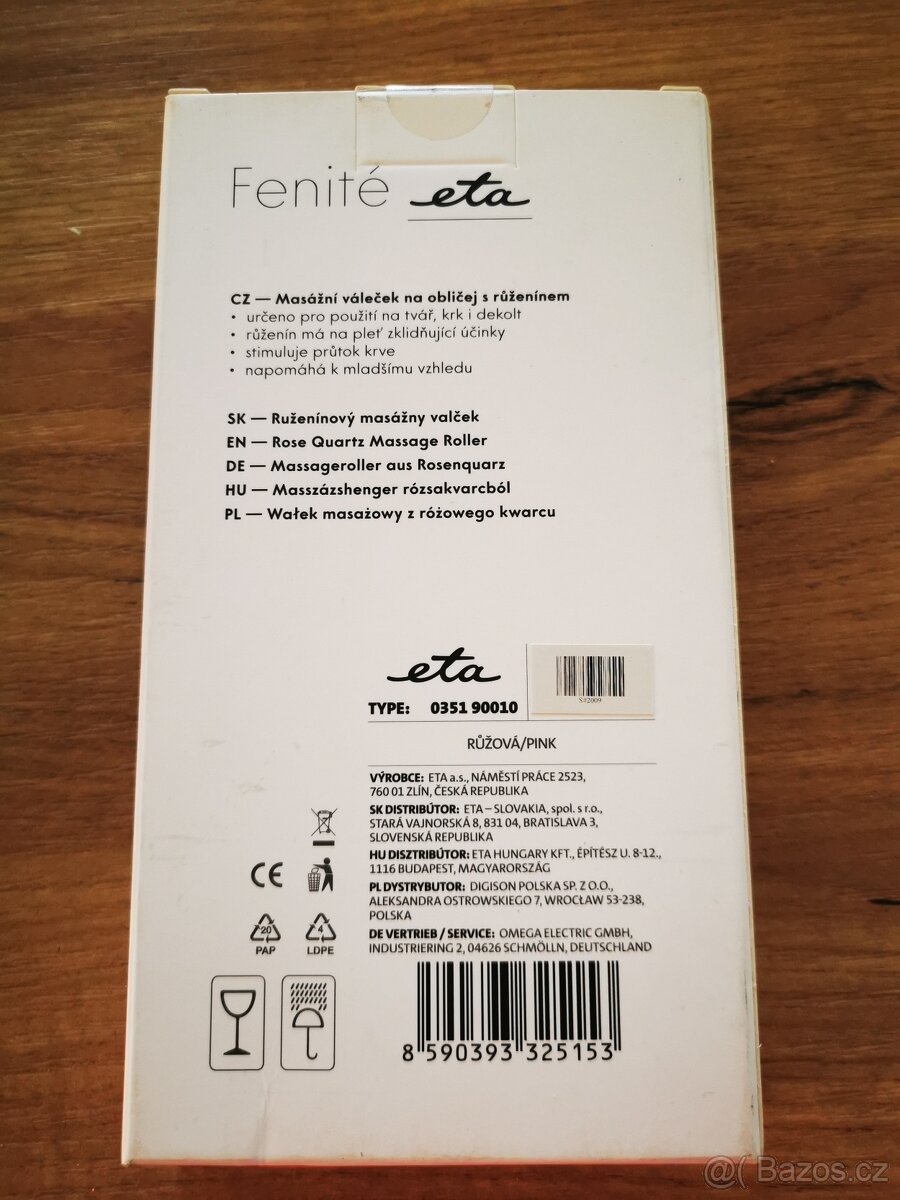 Fenité eta
CZ — Masážní váleček na obličej s růženínem
• určeno pro použití na tvář, krk i dekolt
• růženín má na pleť zklidňující účinky
• stimuluje průtok krve
• napomáhá k mladšímu vzhledu
SK — Ruženínový masážny valček
EN — Rose Quartz Massage Roller
DE — Massageroller aus Rosenquarz
HU — Masszázshenger rózsakvarcból
PL — Wałek masażowy z różowego kwarcu
eta
TYPE: 0351 90010
S#2009
RŮŽOVÁ/PINK
VÝROBCE: ETA a.s., NÁMĚSTÍ PRÁCE 2523,
760 01 ZLÍN, ČESKÁ REPUBLIKA
SK DISTRIBÚTOR: ETA – SLOVAKIA, spol. s r.o.,
STARÁ VAJNORSKÁ 8, 831 04, BRATISLAVA 3,
SLOVENSKÁ REPUBLIKA
HU DISZTRIBÚTOR: ETA HUNGARY KFT., ÉPÍTÉSZ U. 8-12.,
1116 BUDAPEST, MAGYARORSZÁG
PL DYSTRYBUTOR: DIGISON POLSKA SP. Z O.O.,
ALEKSANDRA OSTROWSKIEGO 7, WROCŁAW 53-238,
POLSKA
DE VERTRIEB / SERVICE: OMEGA ELECTRIC GMBH,
INDUSTRIERING 2, 04626 SCHMÖLLN, DEUTSCHLAND
CE
20
PAP
4
LDPE
8 590393 325153
@( Bazos.cz